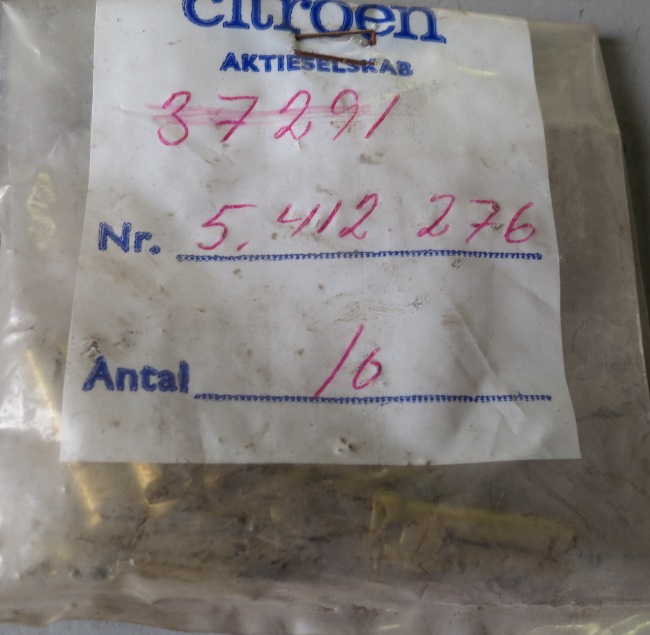 citroën
AKTIESELSKAB
37291
Nr. 5.412.276
Antal 10